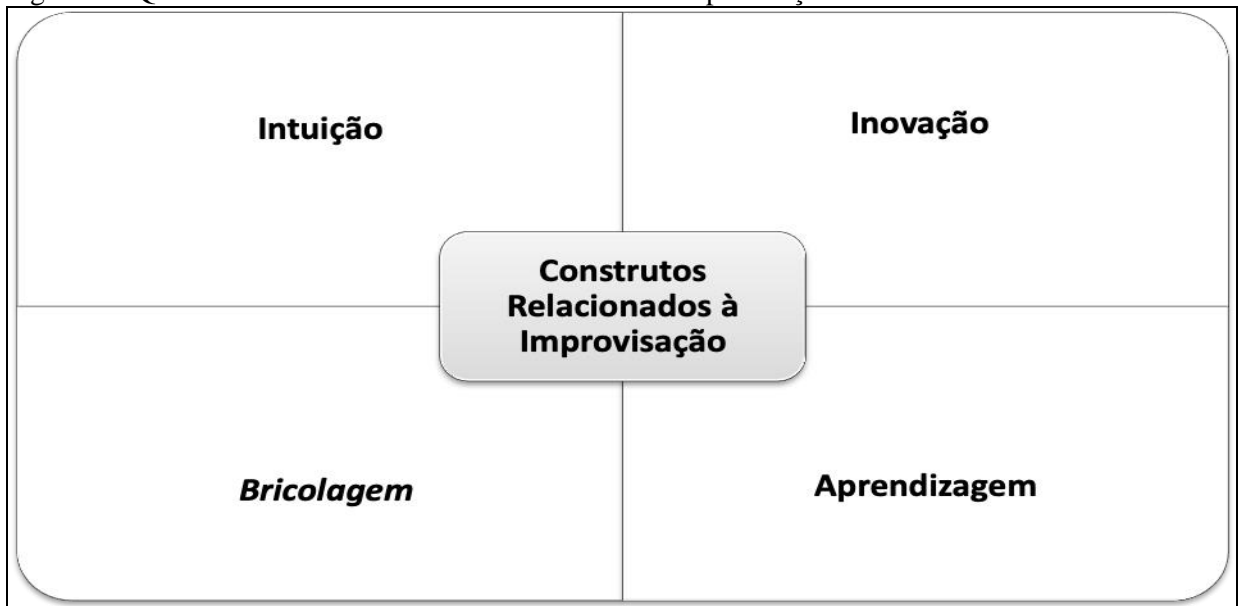 Intuição
Inovação
Construtos
Relacionados à
Improvisação
Bricolagem
Aprendizagem